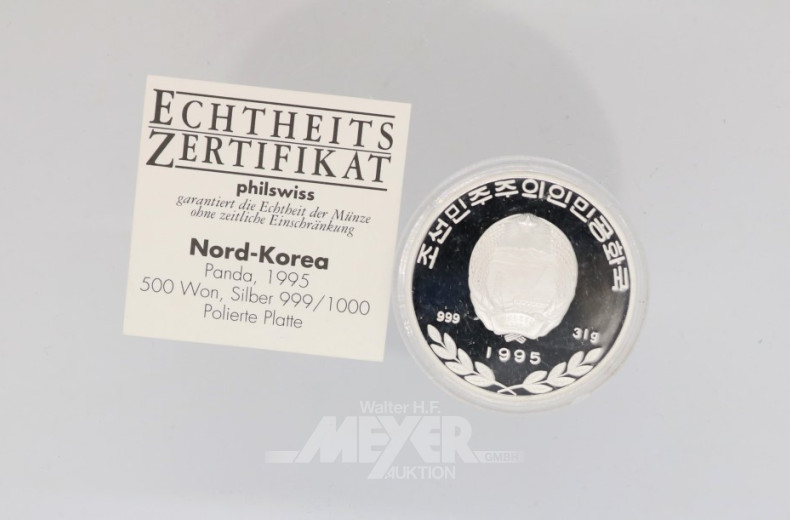 ECHTHEITS
ZERTIFIKAT
philswiss
garantiert die Echtheit der Münze
ohne zeitliche Einschränkung
Nord-Korea
Panda, 1995
500 Won, Silber 999/1000
Polierte Platte
조선민주주의인민공화국
999
31g
1995
Walter H.F.
MEYER
GMBH
AUKTION